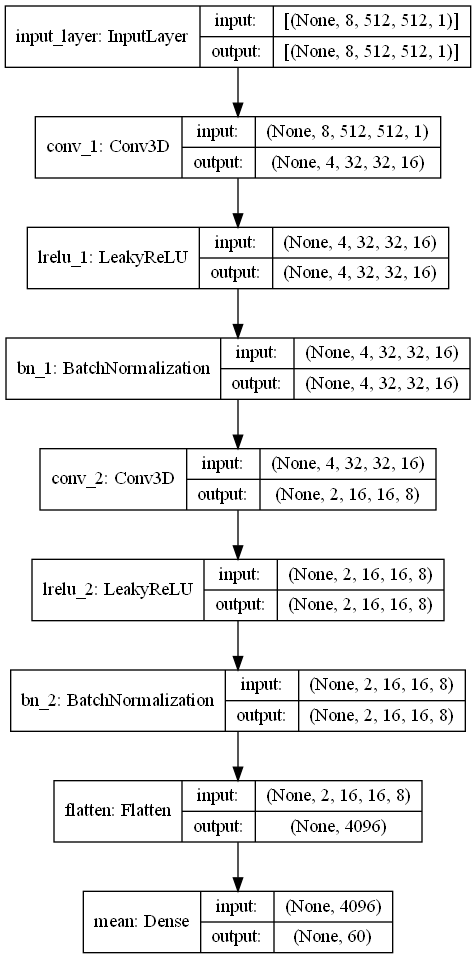 input_layer: InputLayer
input:
[(None, 8, 512, 512, 1)]
output:
[(None, 8, 512, 512, 1)]
conv_1: Conv3D
input:
(None, 8, 512, 512, 1)
output:
(None, 4, 32, 32, 16)
lrelu_1: LeakyReLU
input:
(None, 4, 32, 32, 16)
output:
(None, 4, 32, 32, 16)
bn_1: BatchNormalization
input:
(None, 4, 32, 32, 16)
output:
(None, 4, 32, 32, 16)
conv_2: Conv3D
input:
(None, 4, 32, 32, 16)
output:
(None, 2, 16, 16, 8)
lrelu_2: LeakyReLU
input:
(None, 2, 16, 16, 8)
output:
(None, 2, 16, 16, 8)
bn_2: BatchNormalization
input:
(None, 2, 16, 16, 8)
output:
(None, 2, 16, 16, 8)
flatten: Flatten
input:
(None, 2, 16, 16, 8)
output:
(None, 4096)
mean: Dense
input:
(None, 4096)
output:
(None, 60)